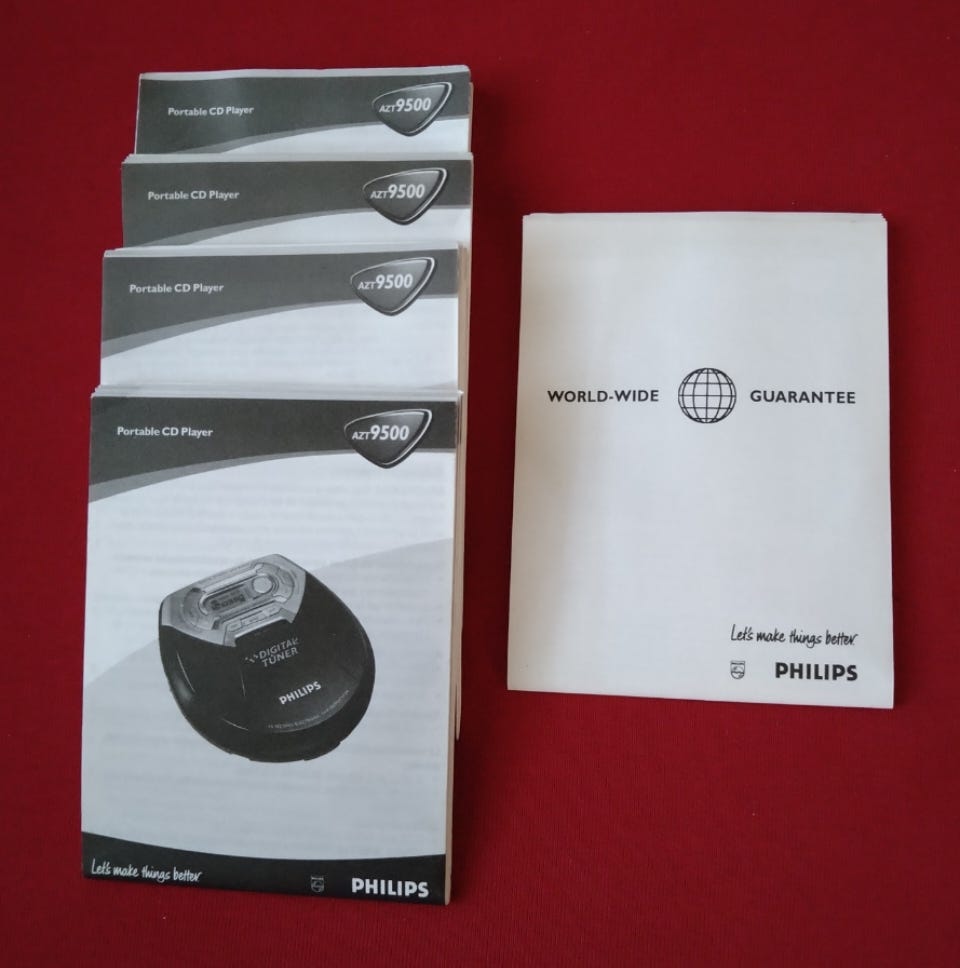 Portable CD Player
AZT9500
Portable CD Player
AZT9500
Portable CD Player
AZT9500
Portable CD Player
AZT9500
DIGITAL
TUNER
PHILIPS
Let's make things better.
PHILIPS
WORLD-WIDE GUARANTEE
Let's make things better.
PHILIPS